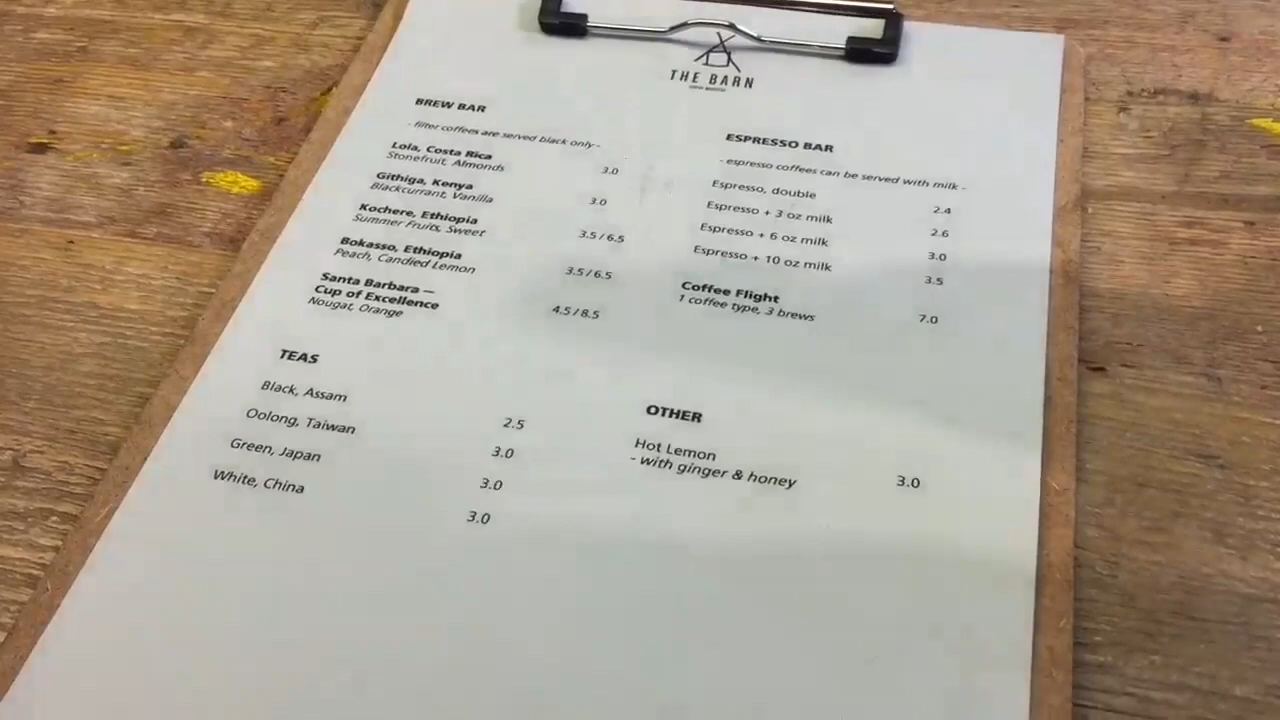 THE BARN
BREW BAR
- filter coffees are served black only -
Lola, Costa Rica
Stonefruit, Almonds 3.0
Githiga, Kenya
Blackcurrant, Vanilla 3.0
Kochere, Ethiopia
Summer Fruits, Sweet 3.5 / 6.5
Bokasso, Ethiopia
Peach, Candied Lemon 3.5 / 6.5
Santa Barbara —
Cup of Excellence
Nougat, Orange 4.5 / 8.5
ESPRESSO BAR
- espresso coffees can be served with milk -
Espresso, double 2.4
Espresso + 3 oz milk 2.6
Espresso + 6 oz milk 3.0
Espresso + 10 oz milk 3.5
Coffee Flight
1 coffee type, 3 brews 7.0
TEAS
Black, Assam 2.5
Oolong, Taiwan 3.0
Green, Japan 3.0
White, China 3.0
OTHER
Hot Lemon
- with ginger & honey 3.0